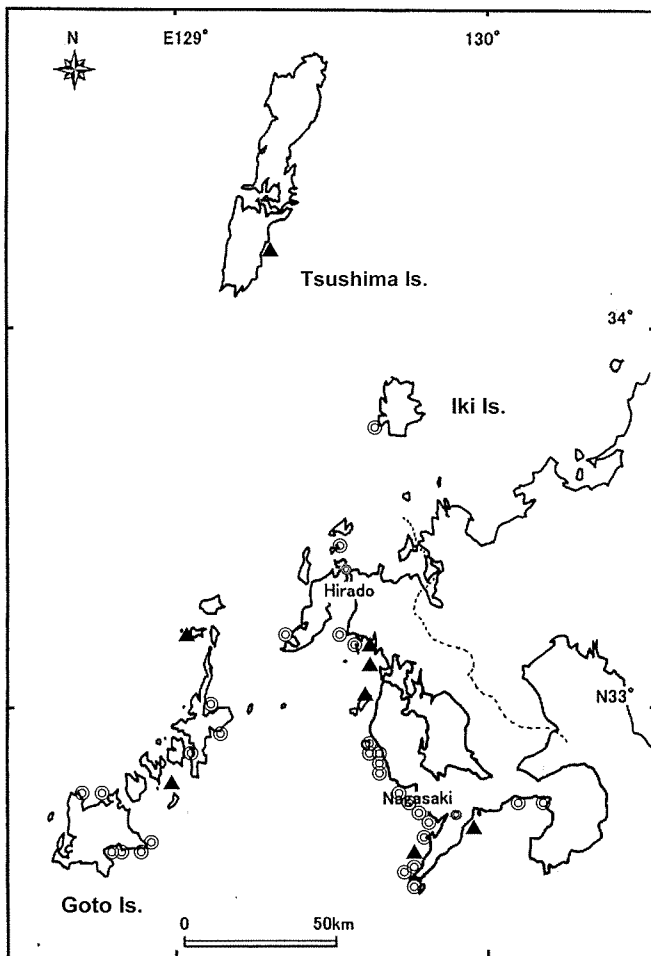 N
E129°
130°
Tsushima Is.
34°
Iki Is.
Hirado
N33°
Nagasaki
Goto Is.
0
50km